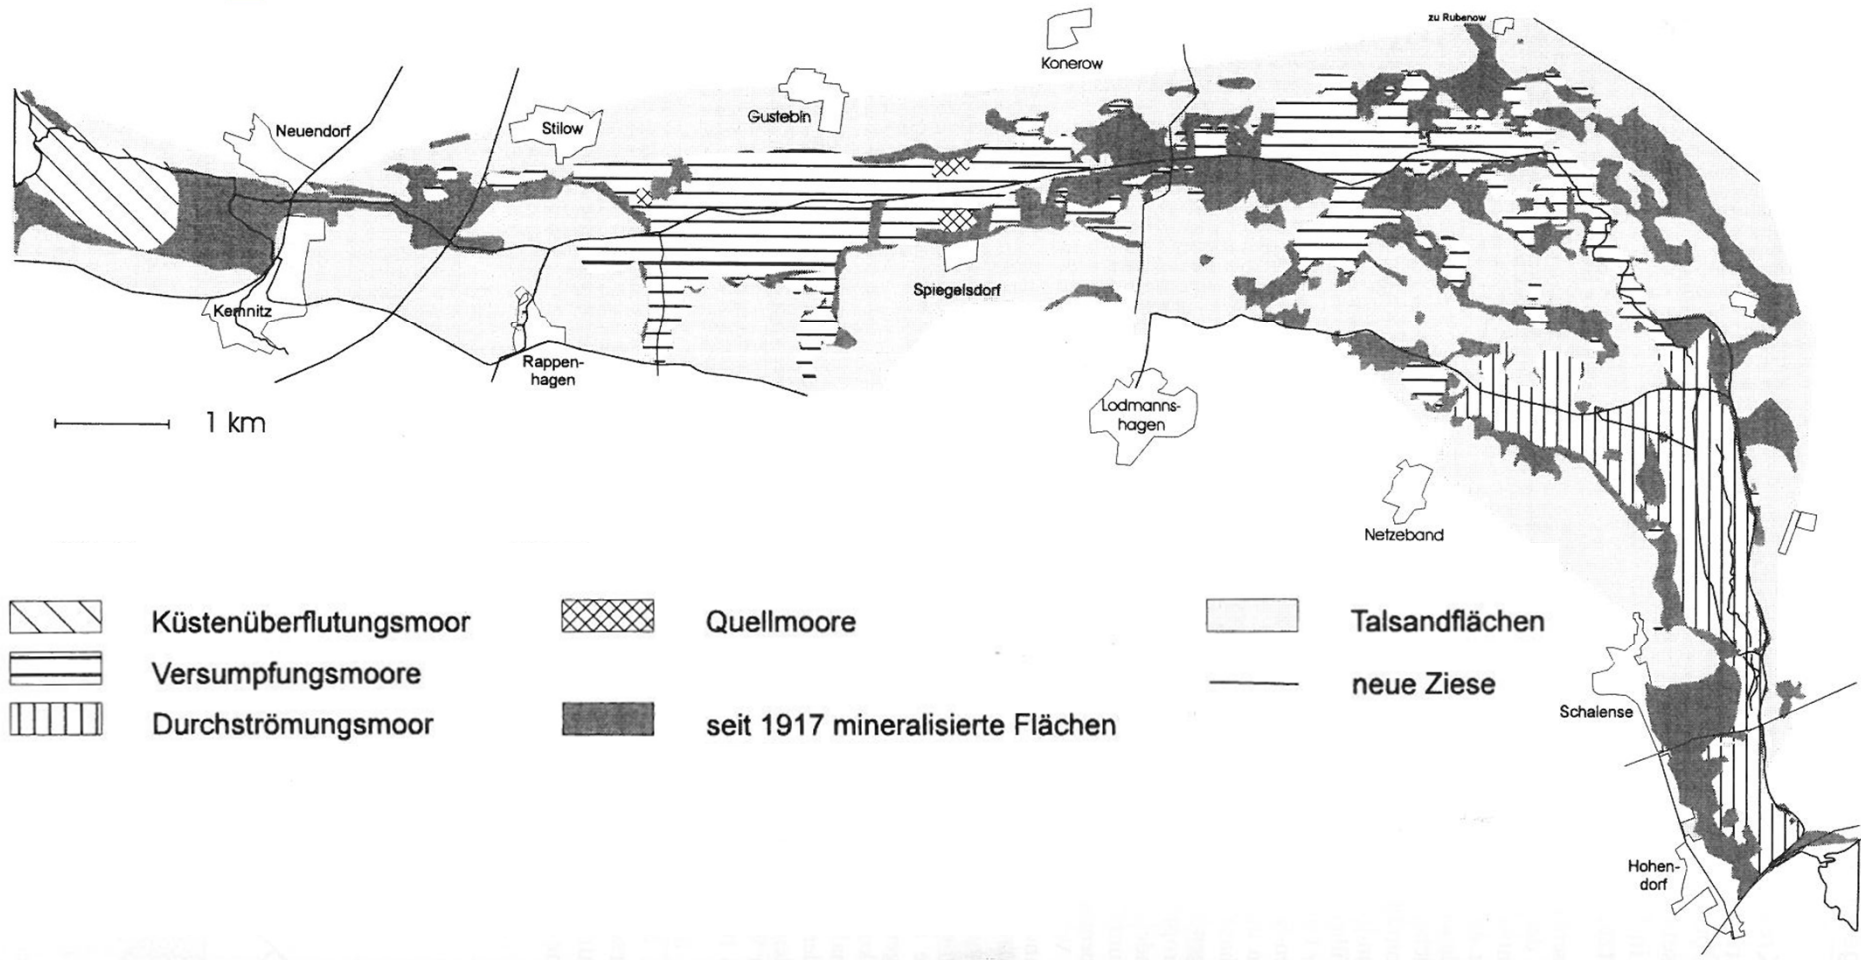 zu Rubenow
Konerow
Gustebin
Neuendorf
Stilow
Spiegelsdorf
Kemnitz
Rappen-
hagen
Lodmanns-
hagen
1 km
Netzeband
Küstenüberflutungsmoor
Quellmoore
Talsandflächen
Versumpfungsmoore
neue Ziese
Durchströmungsmoor
seit 1917 mineralisierte Flächen
Schalense
Hohen-
dorf